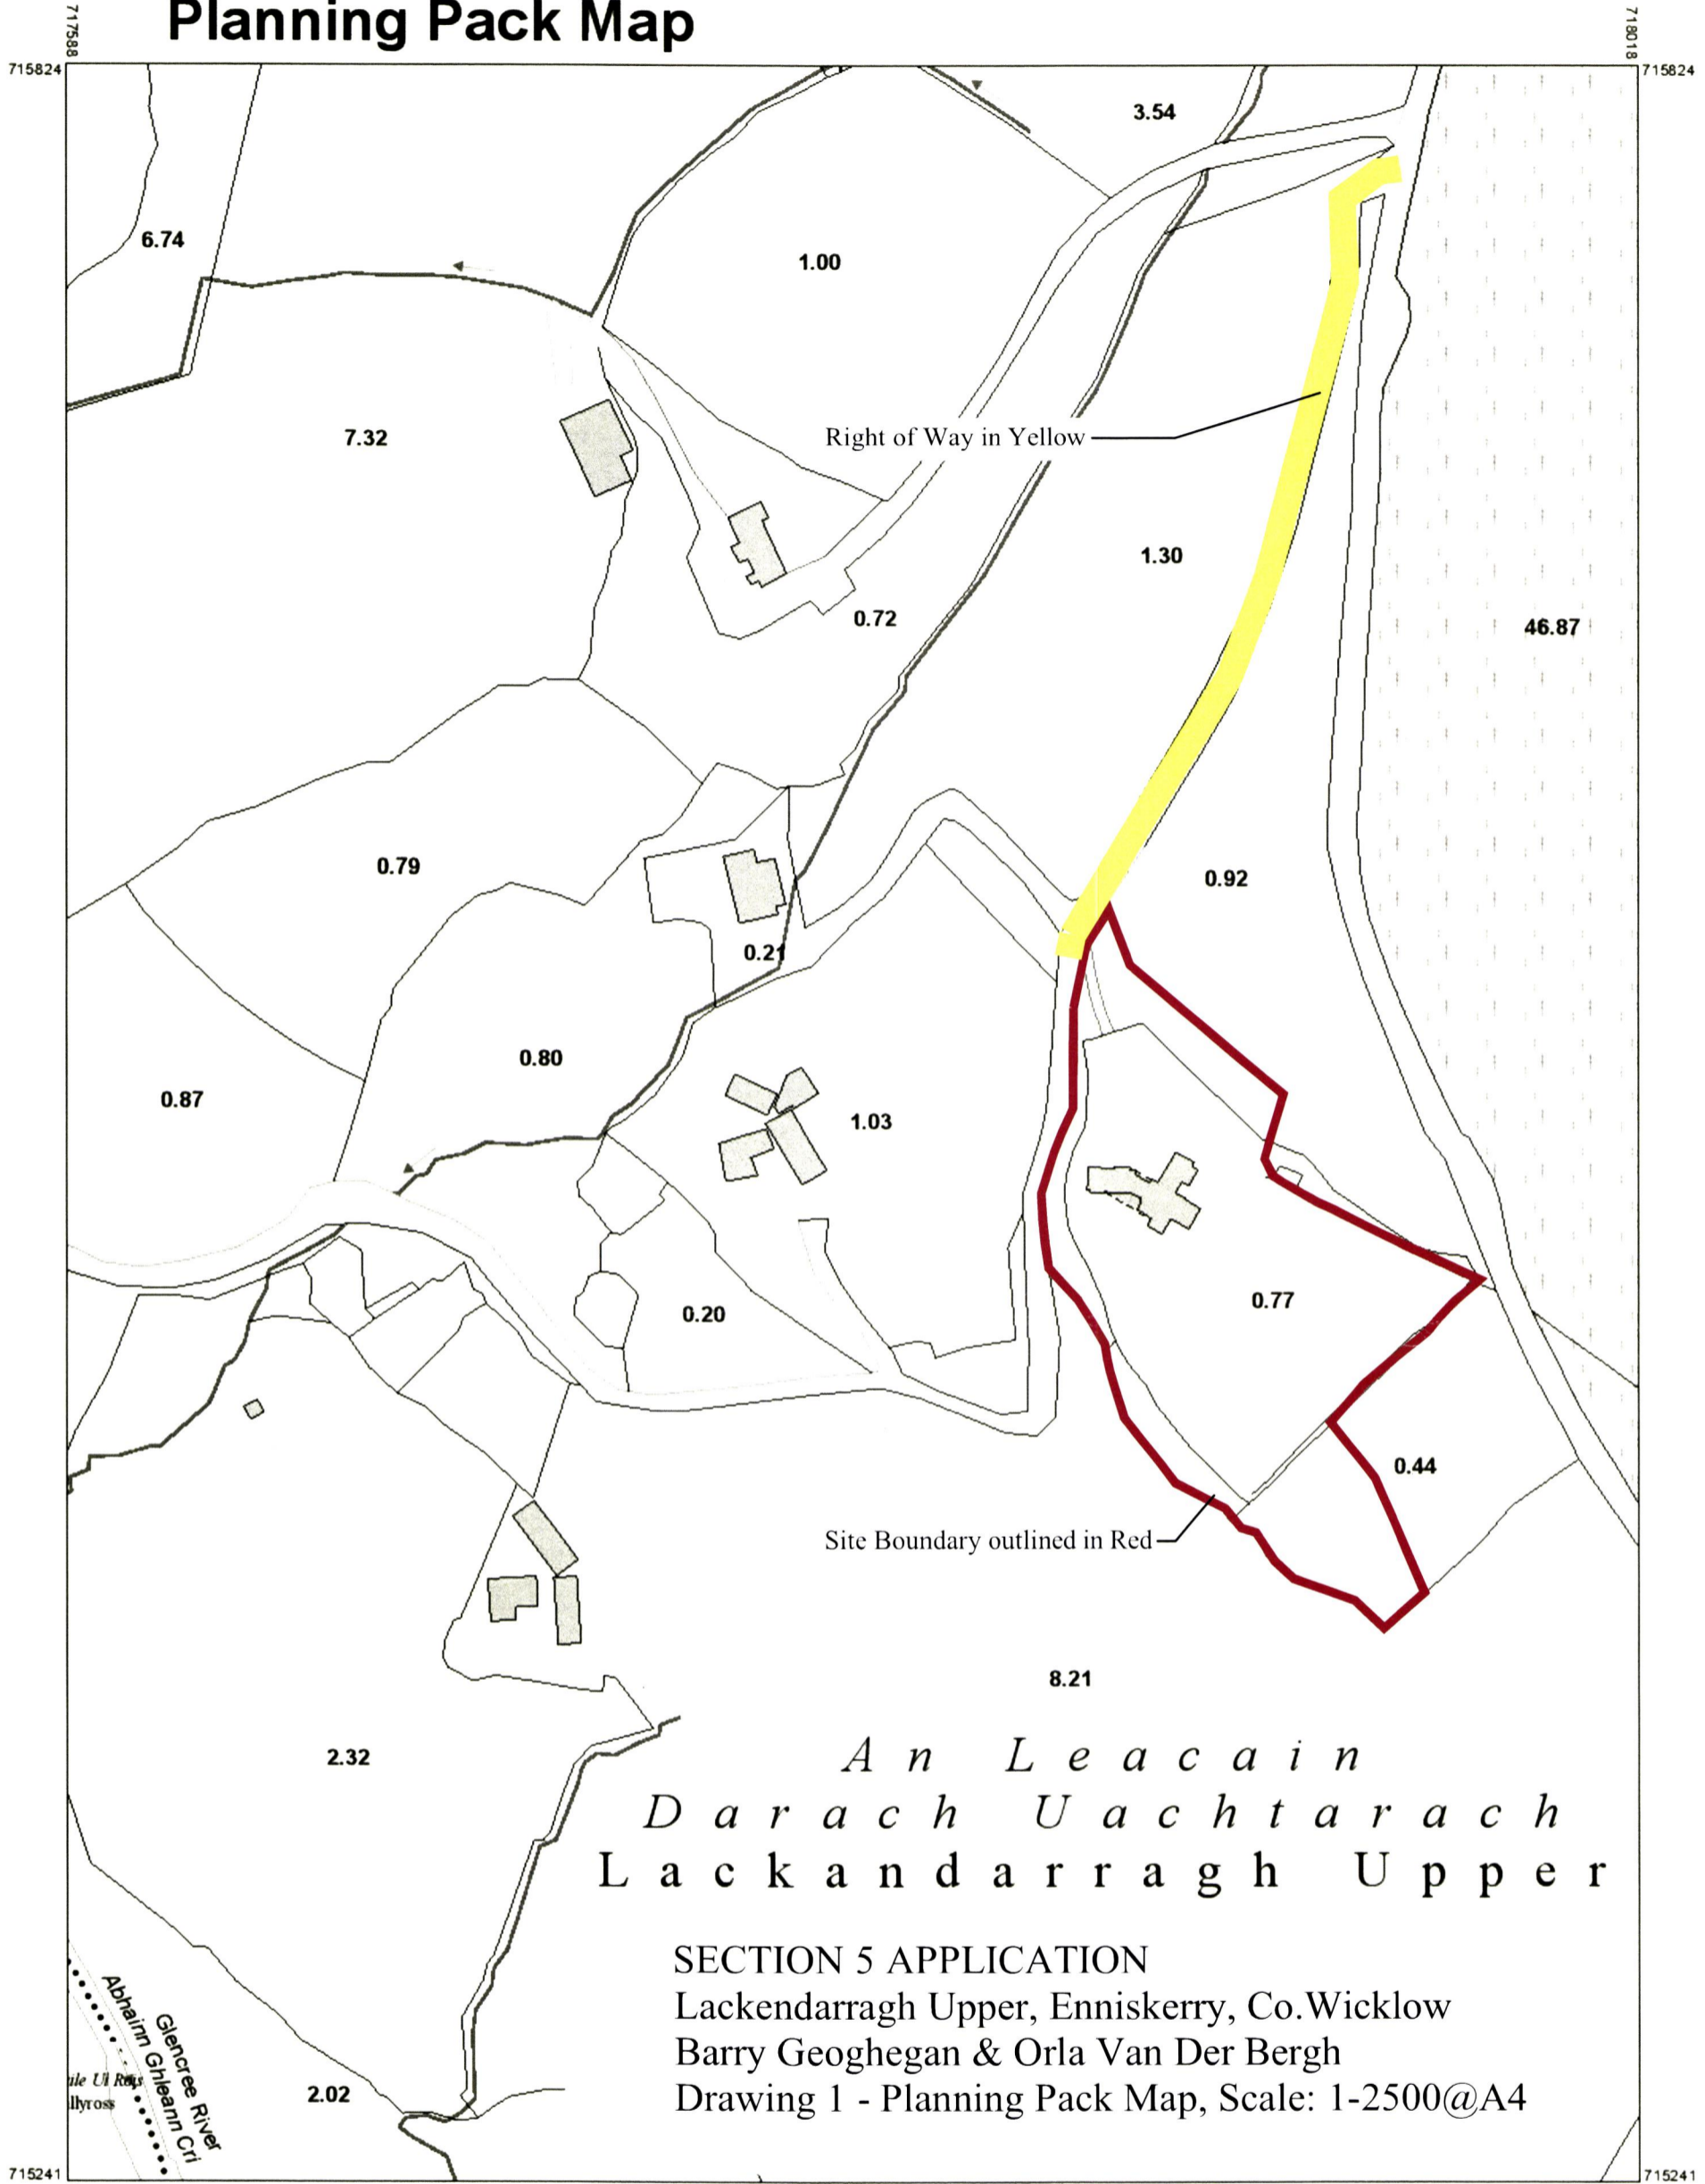 Planning Pack Map
717588
718018
715824
715824
3.54
6.74
1.00
7.32
Right of Way in Yellow
1.30
0.72
46.87
0.79
0.92
0.21
0.80
0.87
1.03
0.77
0.20
0.44
Site Boundary outlined in Red
8.21
2.32
An Leacain
Darach Uachtarach
Lackandarragh Upper
SECTION 5 APPLICATION
Lackendarragh Upper, Enniskerry, Co.Wicklow
Barry Geoghegan & Orla Van Der Bergh
Drawing 1 - Planning Pack Map, Scale: 1-2500@A4
Glencree River
Abhainn Ghleann Crí
llyross
2.02
715241
715241